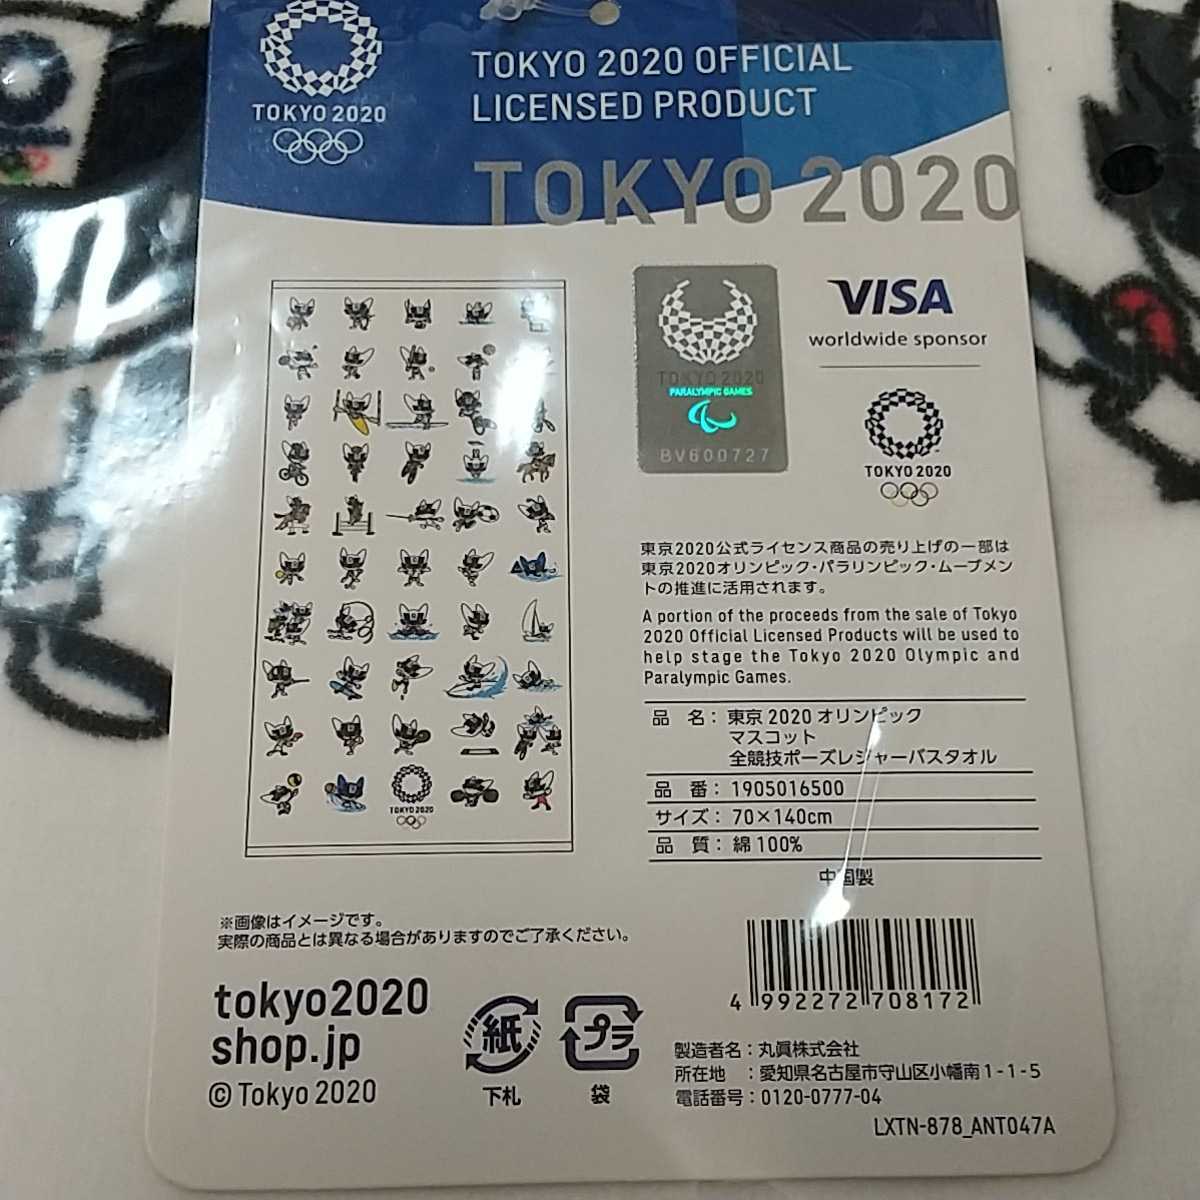 TOKYO 2020
TOKYO 2020 OFFICIAL
LICENSED PRODUCT
TOKYO 2020
TOKYO 2020
PARALYMPIC GAMES
BV600727
VISA
worldwide sponsor
TOKYO 2020
東京2020公式ライセンス商品の売り上げの一部は
東京2020オリンピック・パラリンピック・ムーブメン
トの推進に活用されます。
A portion of the proceeds from the sale of Tokyo
2020 Official Licensed Products will be used to
help stage the Tokyo 2020 Olympic and
Paralympic Games.
品 名： 東京2020 オリンピック
マスコット
全競技ポーズレジャーバスタオル
品 番： 1905016500
サイズ： 70×140cm
品 質： 綿100%
中国製
TOKYO 2020
※画像はイメージです。
実際の商品とは異なる場合がありますのでご了承ください。
tokyo2020
shop.jp
© Tokyo 2020
紙
下札
プラ
袋
4 992272 708172
製造者名：丸眞株式会社
所在地 ：愛知県名古屋市守山区小幡南1-1-5
電話番号：0120-0777-04
LXTN-878_ANT047A